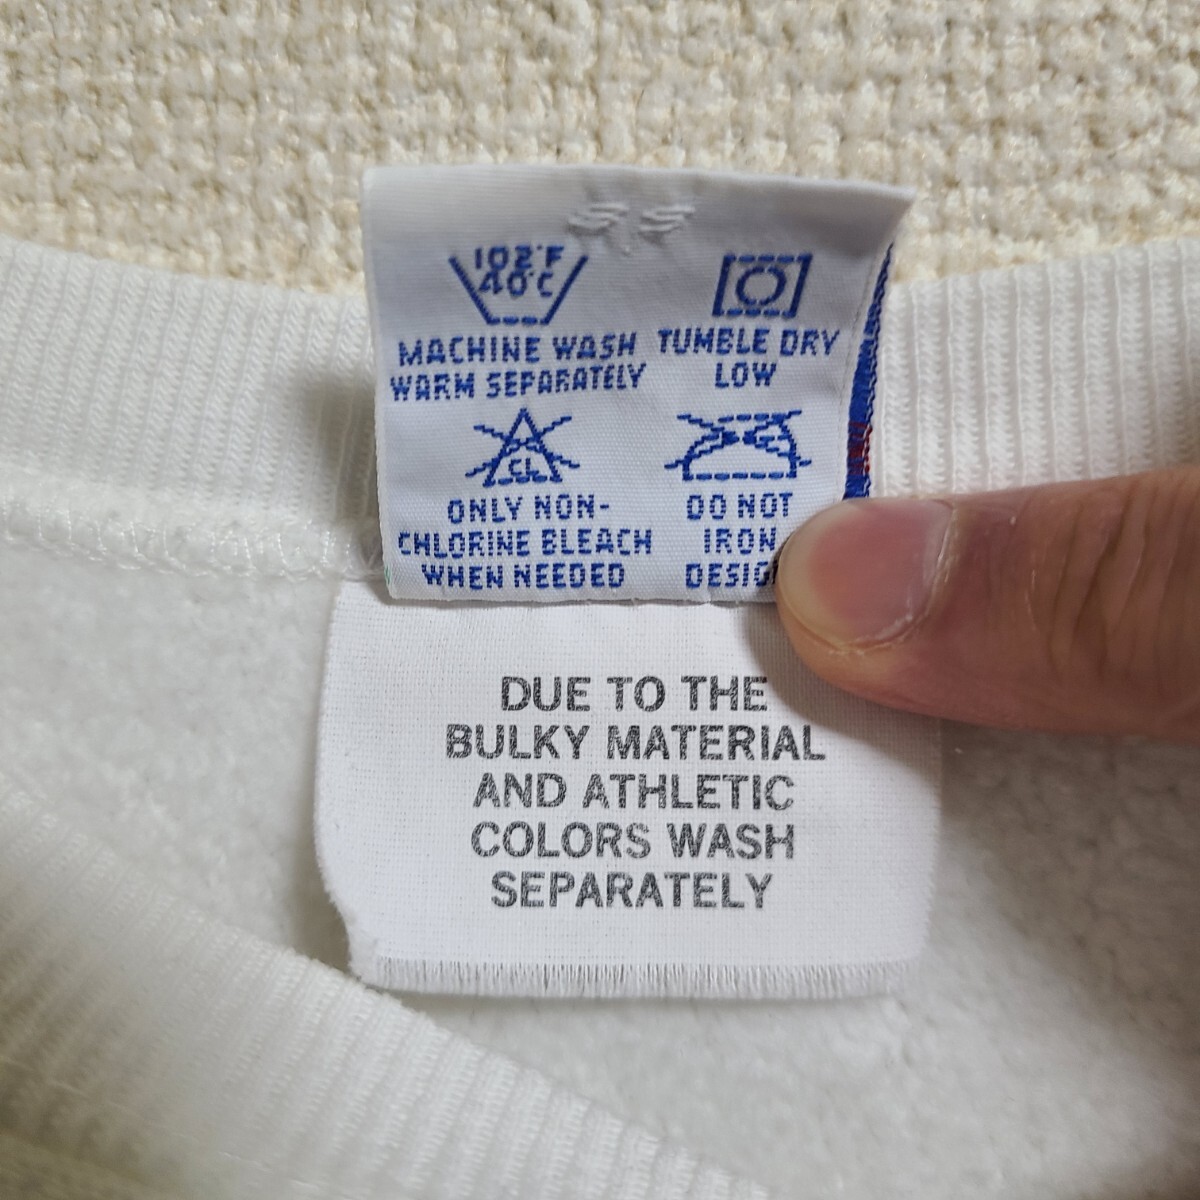 102°F
40°C
MACHINE WASH
WARM SEPARATELY
TUMBLE DRY
LOW
CL
ONLY NON-
CHLORINE BLEACH
WHEN NEEDED
DO NOT
IRON
DUE TO THE
BULKY MATERIAL
AND ATHLETIC
COLORS WASH
SEPARATELY